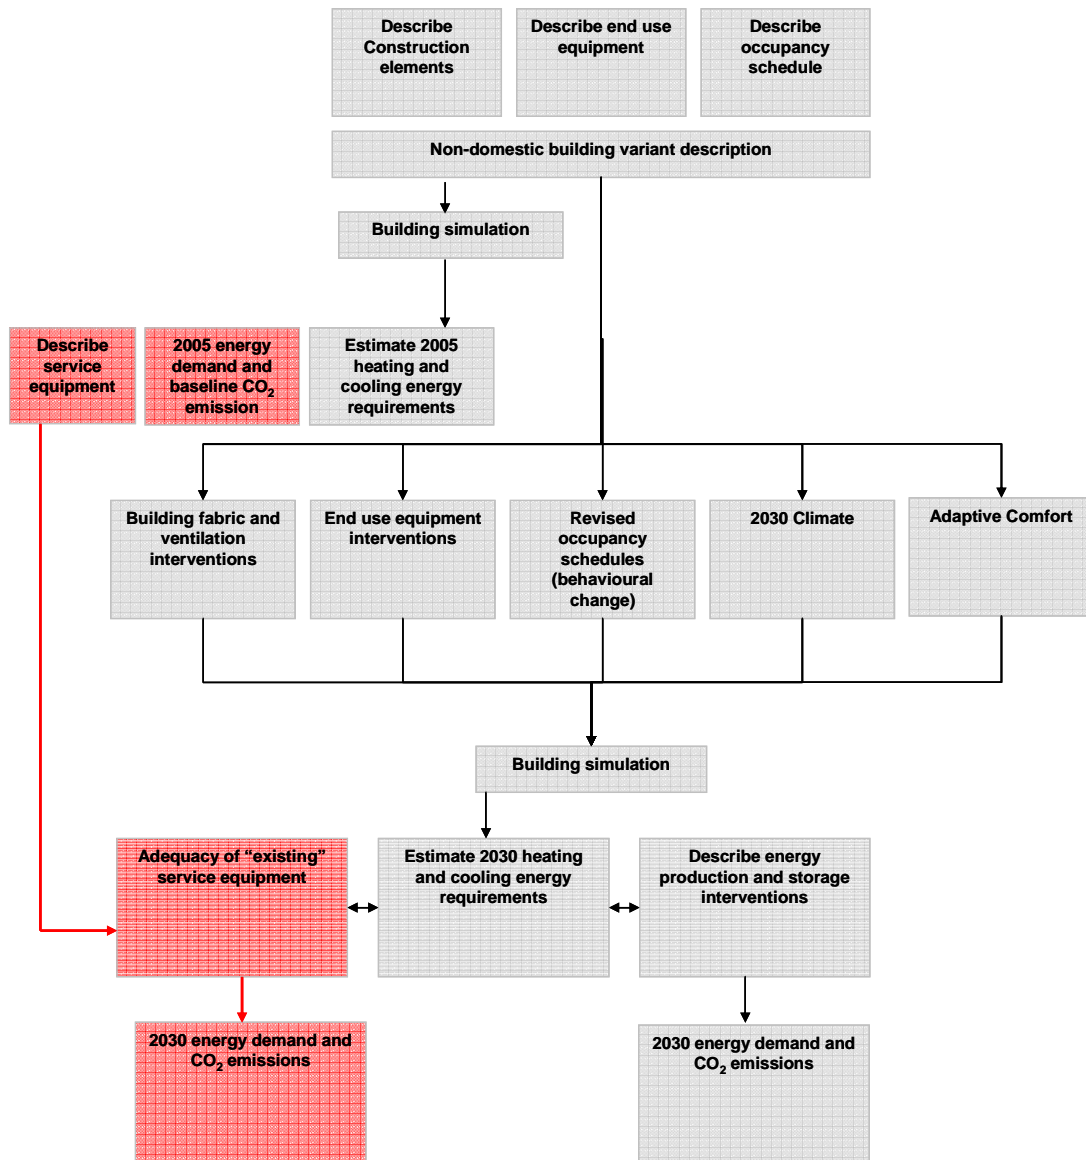 Describe
Construction
elements
Describe end use
equipment
Describe
occupancy
schedule
Non-domestic building variant description
Building simulation
Describe
service
equipment
2005 energy
demand and
baseline CO2
emission
Estimate 2005
heating and
cooling energy
requirements
Building fabric and
ventilation
interventions
End use equipment
interventions
Revised
occupancy
schedules
(behavioural
change)
2030 Climate
Adaptive Comfort
Building simulation
Adequacy of “existing”
service equipment
Estimate 2030 heating
and cooling energy
requirements
Describe energy
production and storage
interventions
2030 energy demand and
CO2 emissions
2030 energy demand and
CO2 emissions